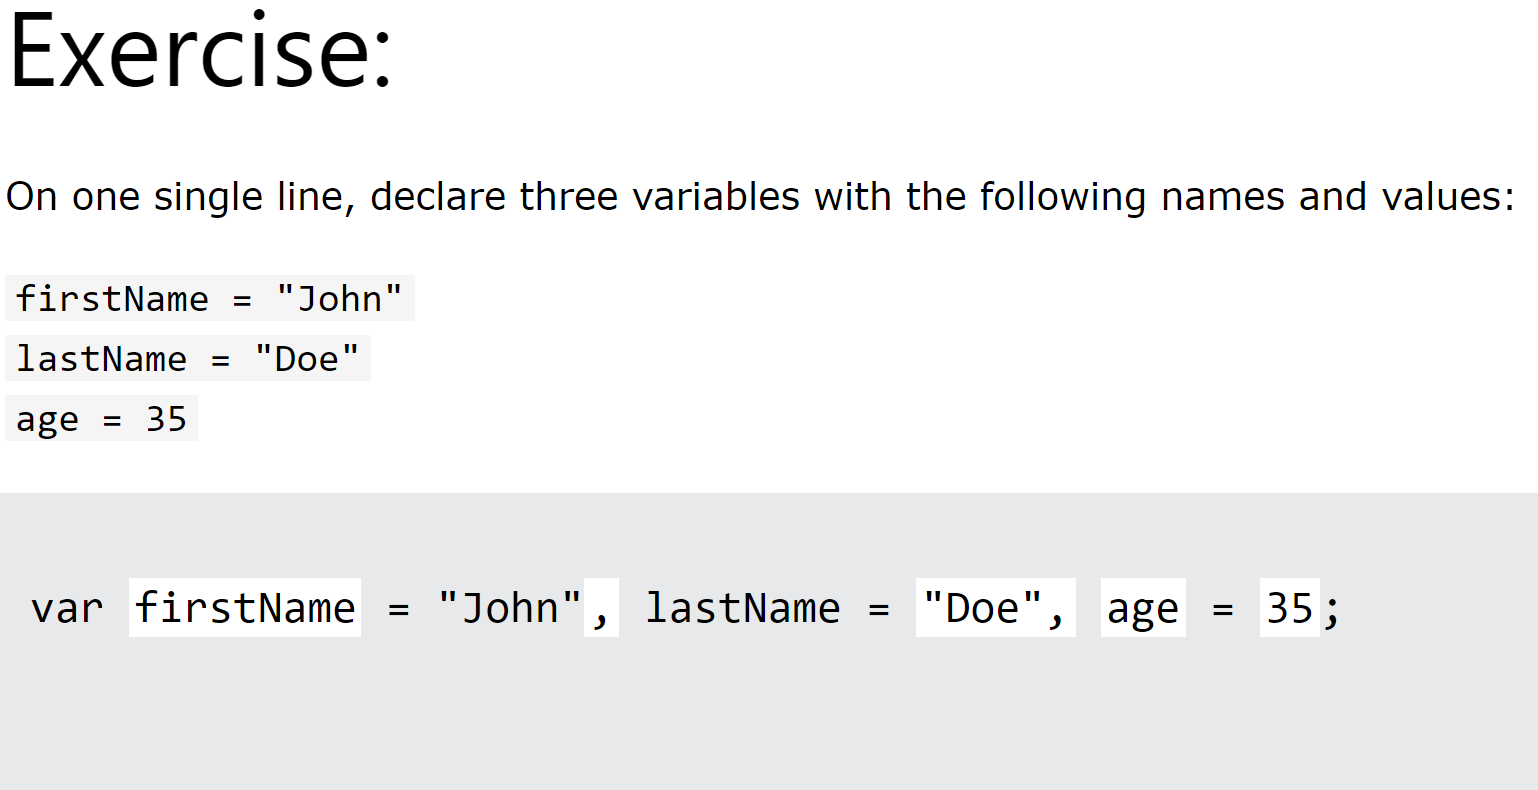 Exercise:
On one single line, declare three variables with the following names and values:
firstName = "John"
lastName = "Doe"
age = 35
var firstName = "John", lastName = "Doe", age = 35;